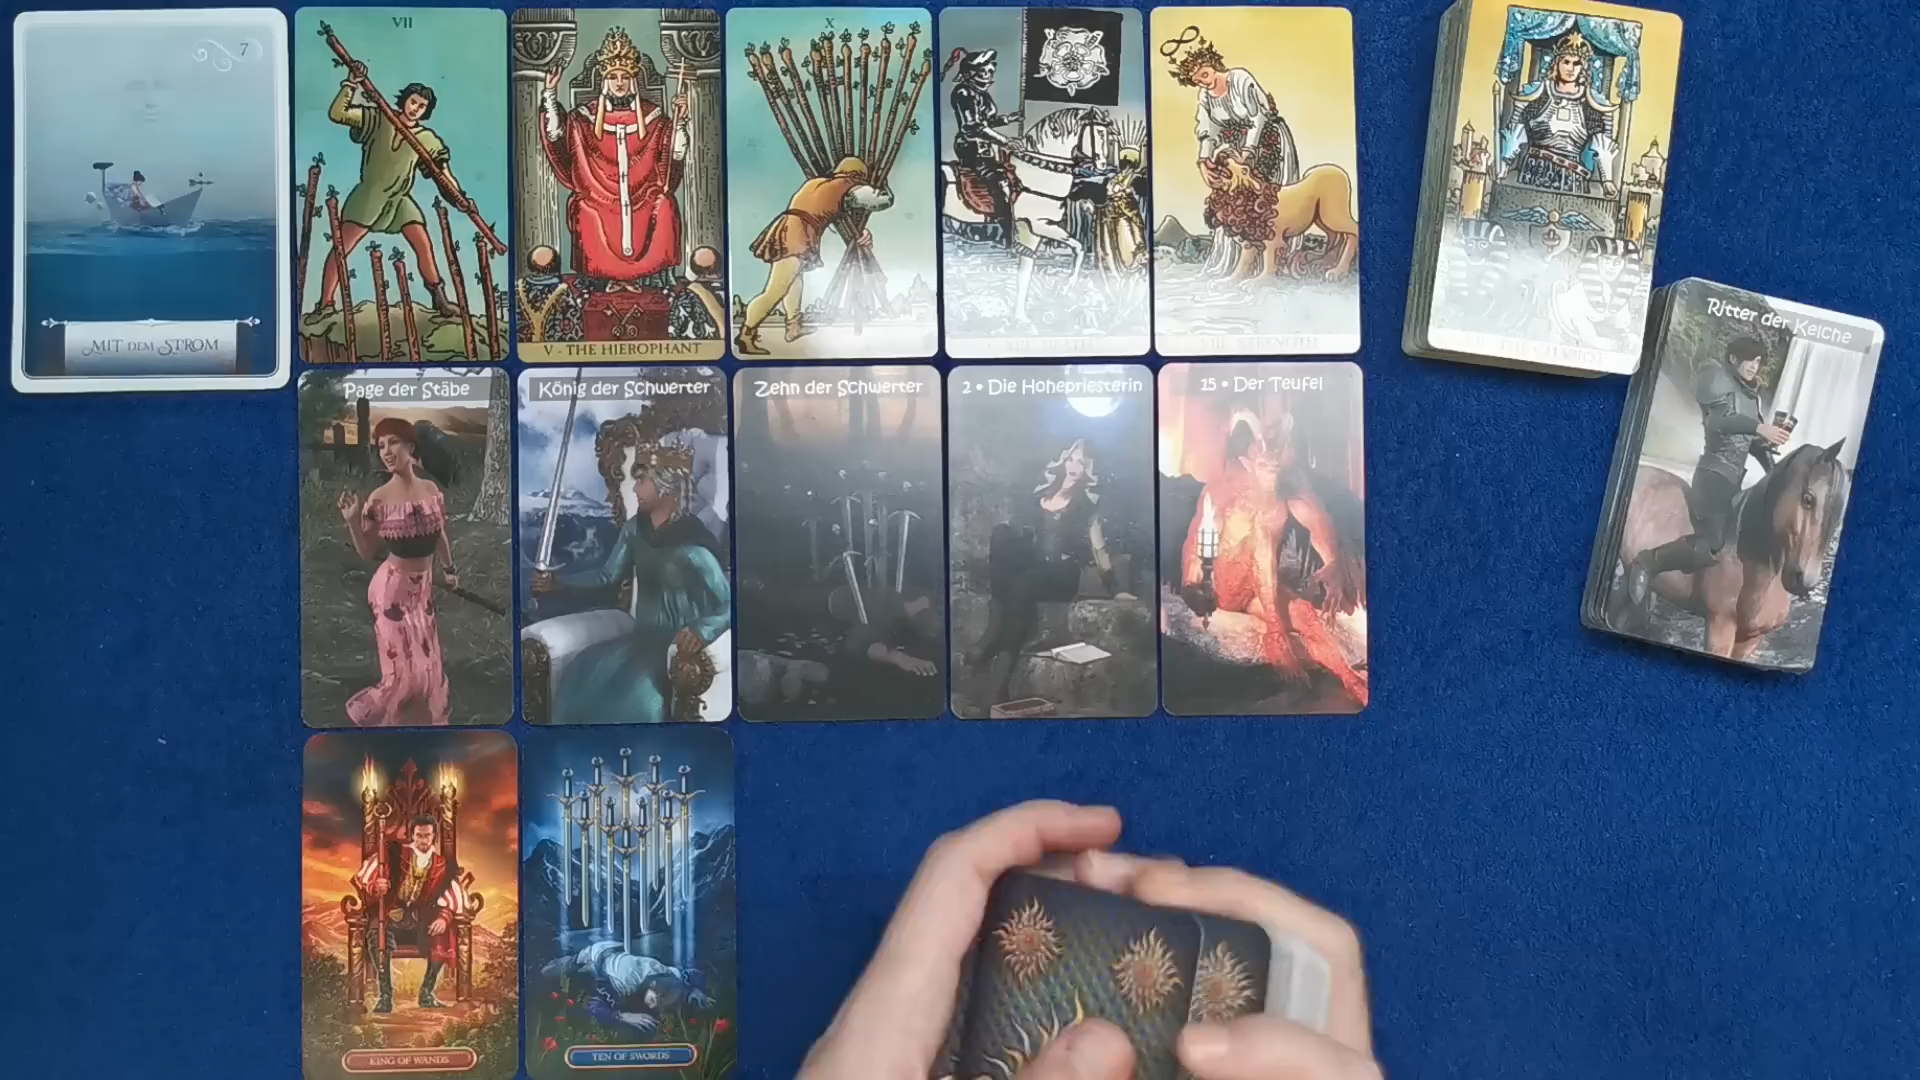 7
MIT DEM STROM
VII
V - THE HIEROPHANT
X
Ritter der Kelche
Page der Stäbe
König der Schwerter
Zehn der Schwerter
2 • Die Hohepriesterin
15 • Der Teufel
KING OF WANDS
TEN OF SWORDS